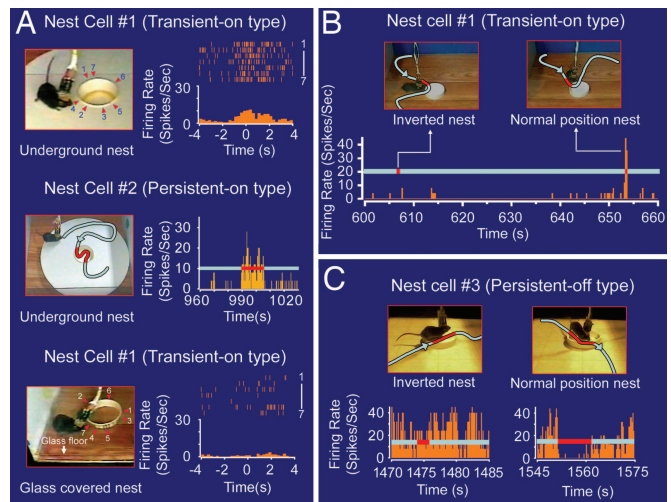 A
Nest Cell #1 (Transient-on type)
1
7
6
4
2
3
5
Underground nest
Firing Rate
(Spikes/Sec)
1
7
30
15
0
-4 -2 0 2 4
Time (s)
Nest Cell #2 (Persistent-on type)
Underground nest
Firing Rate
(Spikes/Sec)
30
20
10
0
960 990 1020
Time(s)
Nest Cell #1 (Transient-on type)
2
6
1
3
7
4
5
Glass floor
Glass covered nest
Firing Rate
(Spikes/Sec)
1
7
30
15
0
-4 -2 0 2 4
Time (s)
B
Nest cell #1 (Transient-on type)
Inverted nest
Normal position nest
Firing Rate (Spikes/Sec)
40
20
0
600 610 620 630 640 650 660
Time (s)
C
Nest cell #3 (Persistent-off type)
Inverted nest
Normal position nest
Firing Rate
(Spikes/Sec)
40
20
0
1470 1475 1480 1485
Time (s)
40
20
0
1545 1560 1575
Time (s)